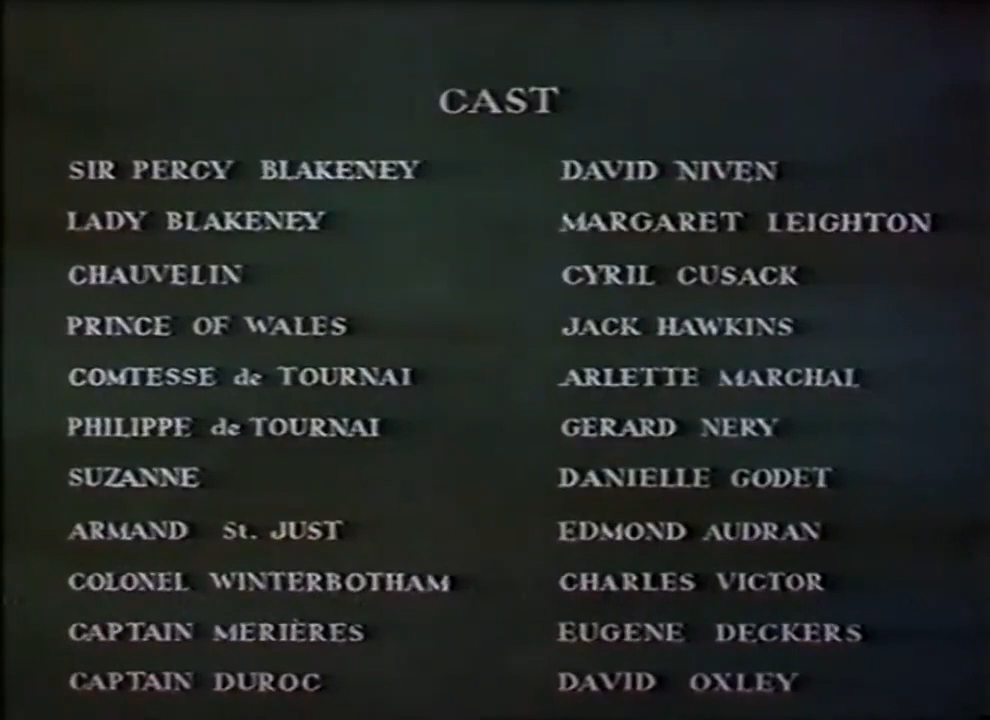 CAST
SIR PERCY BLAKENEY DAVID NIVEN
LADY BLAKENEY MARGARET LEIGHTON
CHAUVELIN CYRIL CUSACK
PRINCE OF WALES JACK HAWKINS
COMTESSE de TOURNAI ARLETTE MARCHAL
PHILIPPE de TOURNAI GERARD NERY
SUZANNE DANIELLE GODET
ARMAND St. JUST EDMOND AUDRAN
COLONEL WINTERBOTHAM CHARLES VICTOR
CAPTAIN MERIÈRES EUGENE DECKERS
CAPTAIN DUROC DAVID OXLEY